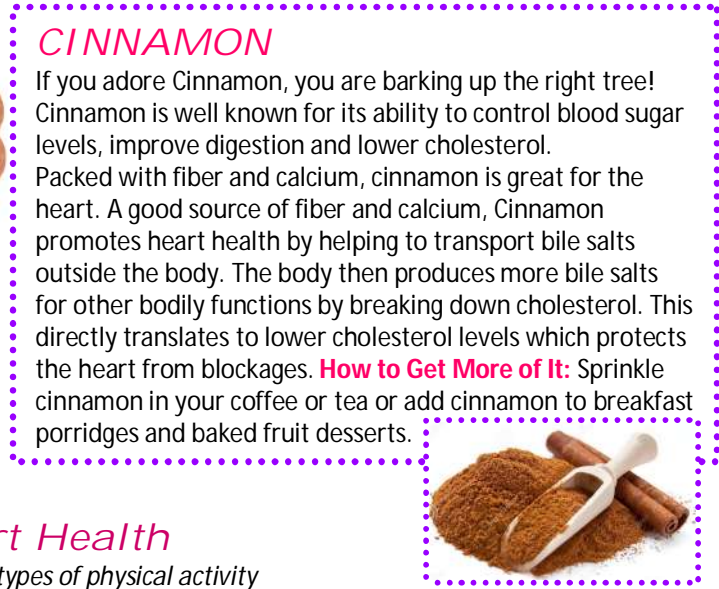 CINNAMON
If you adore Cinnamon, you are barking up the right tree!
Cinnamon is well known for its ability to control blood sugar
levels, improve digestion and lower cholesterol.
Packed with fiber and calcium, cinnamon is great for the
heart. A good source of fiber and calcium, Cinnamon
promotes heart health by helping to transport bile salts
outside the body. The body then produces more bile salts
for other bodily functions by breaking down cholesterol. This
directly translates to lower cholesterol levels which protects
the heart from blockages. How to Get More of It: Sprinkle
cinnamon in your coffee or tea or add cinnamon to breakfast
porridges and baked fruit desserts.
Health
types of physical activity